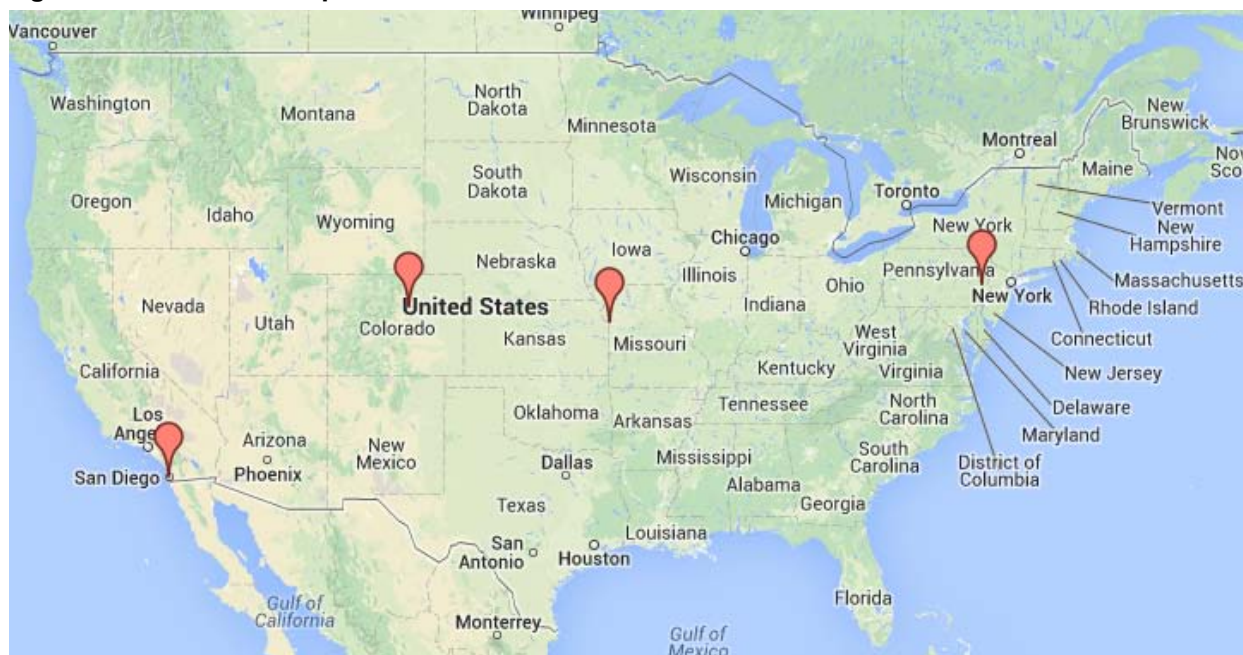 Winnipeg
Vancouver
Washington
Montana
North
Dakota
Minnesota
Montreal
New
Brunswick
Maine
Oregon
Idaho
Wyoming
South
Dakota
Wisconsin
Michigan
Toronto
Vermont
New
Hampshire
New York
Chicago
Iowa
Nebraska
Illinois
Pennsylvania
Ohio
Massachusetts
New York
Rhode Island
Nevada
Utah
United States
Colorado
Indiana
Connecticut
Kansas
Missouri
West
Virginia
Virginia
Kentucky
New Jersey
California
Los
Arizona
Phoenix
New
Mexico
Oklahoma
Arkansas
Tennessee
North
Carolina
Delaware
Maryland
San Diego
Dallas
Mississippi
South
Carolina
District of
Columbia
Alabama
Georgia
Texas
San
Antonio
Houston
Louisiana
Florida
Gulf of
California
Monterrey
Gulf of
Mexico